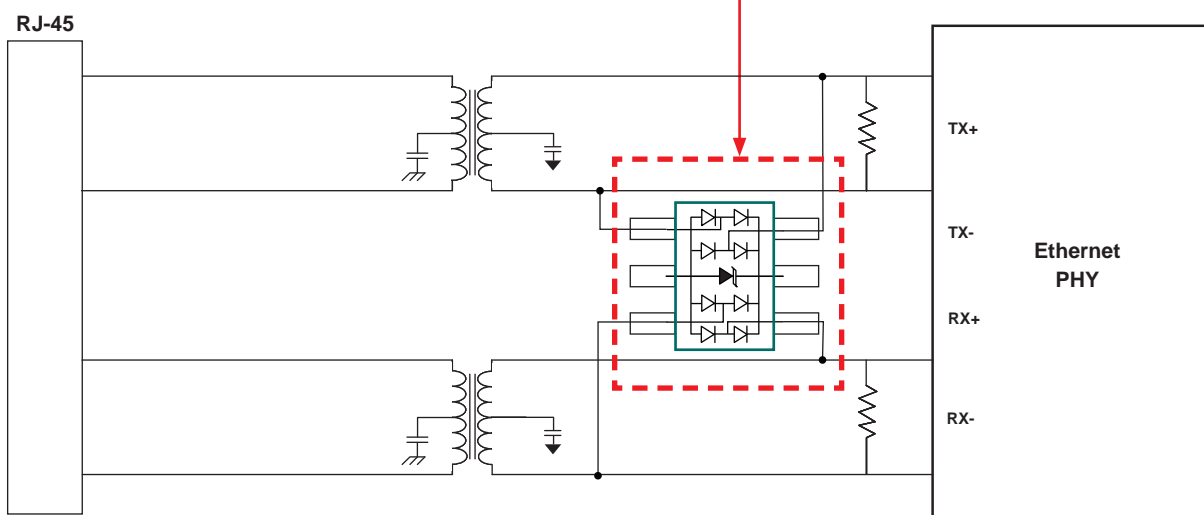 RJ-45
TX+
TX-
Ethernet
PHY
RX+
RX-